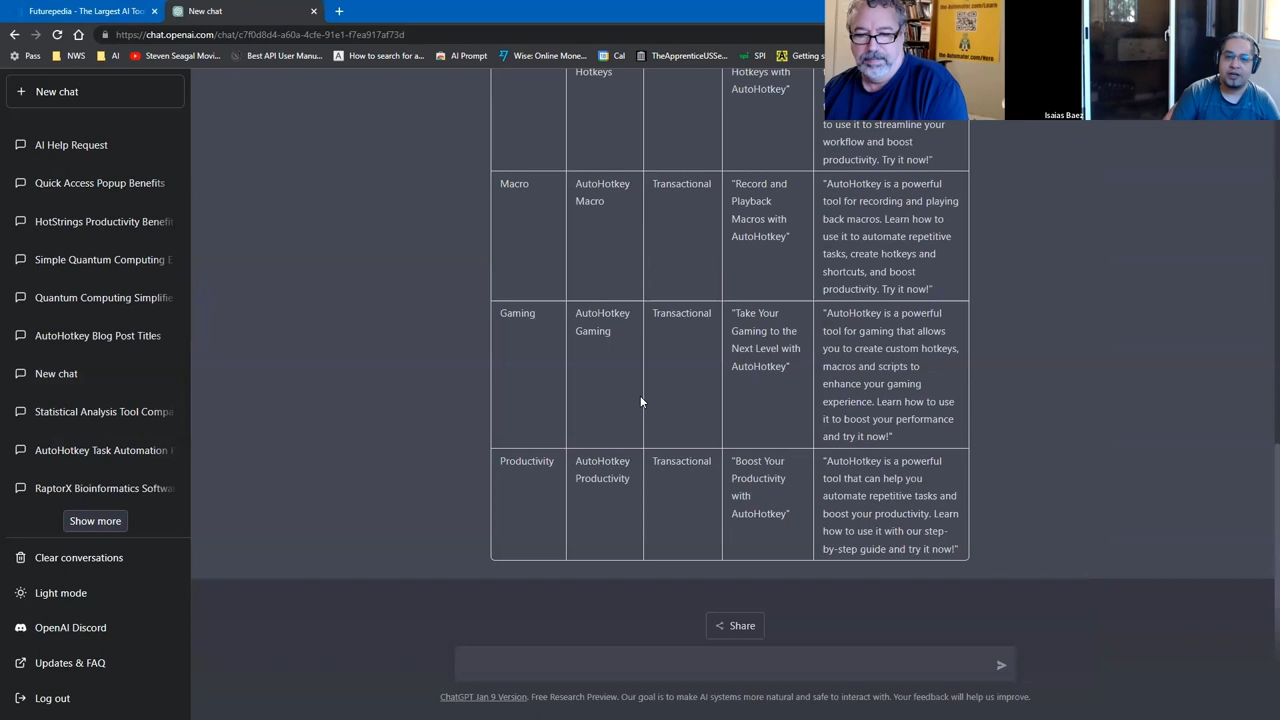 Futurepedia - The Largest AI Too
New chat
https://chat.openai.com/chat/c7f0d8d4-a60a-4cfe-91e1-f7ea917af73d
Pass
NWS
AI
Steven Seagal Movi...
Best API User Manu...
How to search for a...
AI Prompt
Wise: Online Mone...
Cal
TheApprenticeUSSe...
SPI
Getting s
the-Automator.com/Learn
the-Automator.com/Hero
Isaias Baez
New chat
AI Help Request
Quick Access Popup Benefits
HotStrings Productivity Benefit
Simple Quantum Computing E
Quantum Computing Simplifie
AutoHotkey Blog Post Titles
New chat
Statistical Analysis Tool Compa
AutoHotkey Task Automation
RaptorX Bioinformatics Softwa
Show more
Clear conversations
Light mode
OpenAI Discord
Updates & FAQ
Log out
Hotkeys
Hotkeys with
AutoHotkey"
to use it to streamline your
workflow and boost
productivity. Try it now!"
Macro
AutoHotkey
Macro
Transactional
"Record and
Playback
Macros with
AutoHotkey"
"AutoHotkey is a powerful
tool for recording and playing
back macros. Learn how to
use it to automate repetitive
tasks, create hotkeys and
shortcuts, and boost
productivity. Try it now!"
Gaming
AutoHotkey
Gaming
Transactional
"Take Your
Gaming to the
Next Level with
AutoHotkey"
"AutoHotkey is a powerful
tool for gaming that allows
you to create custom hotkeys,
macros and scripts to
enhance your gaming
experience. Learn how to use
it to boost your performance
and try it now!"
Productivity
AutoHotkey
Productivity
Transactional
"Boost Your
Productivity
with
AutoHotkey"
"AutoHotkey is a powerful
tool that can help you
automate repetitive tasks and
boost your productivity. Learn
how to use it with our step-
by-step guide and try it now!"
Share
ChatGPT Jan 9 Version. Free Research Preview. Our goal is to make AI systems more natural and safe to interact with. Your feedback will help us improve.